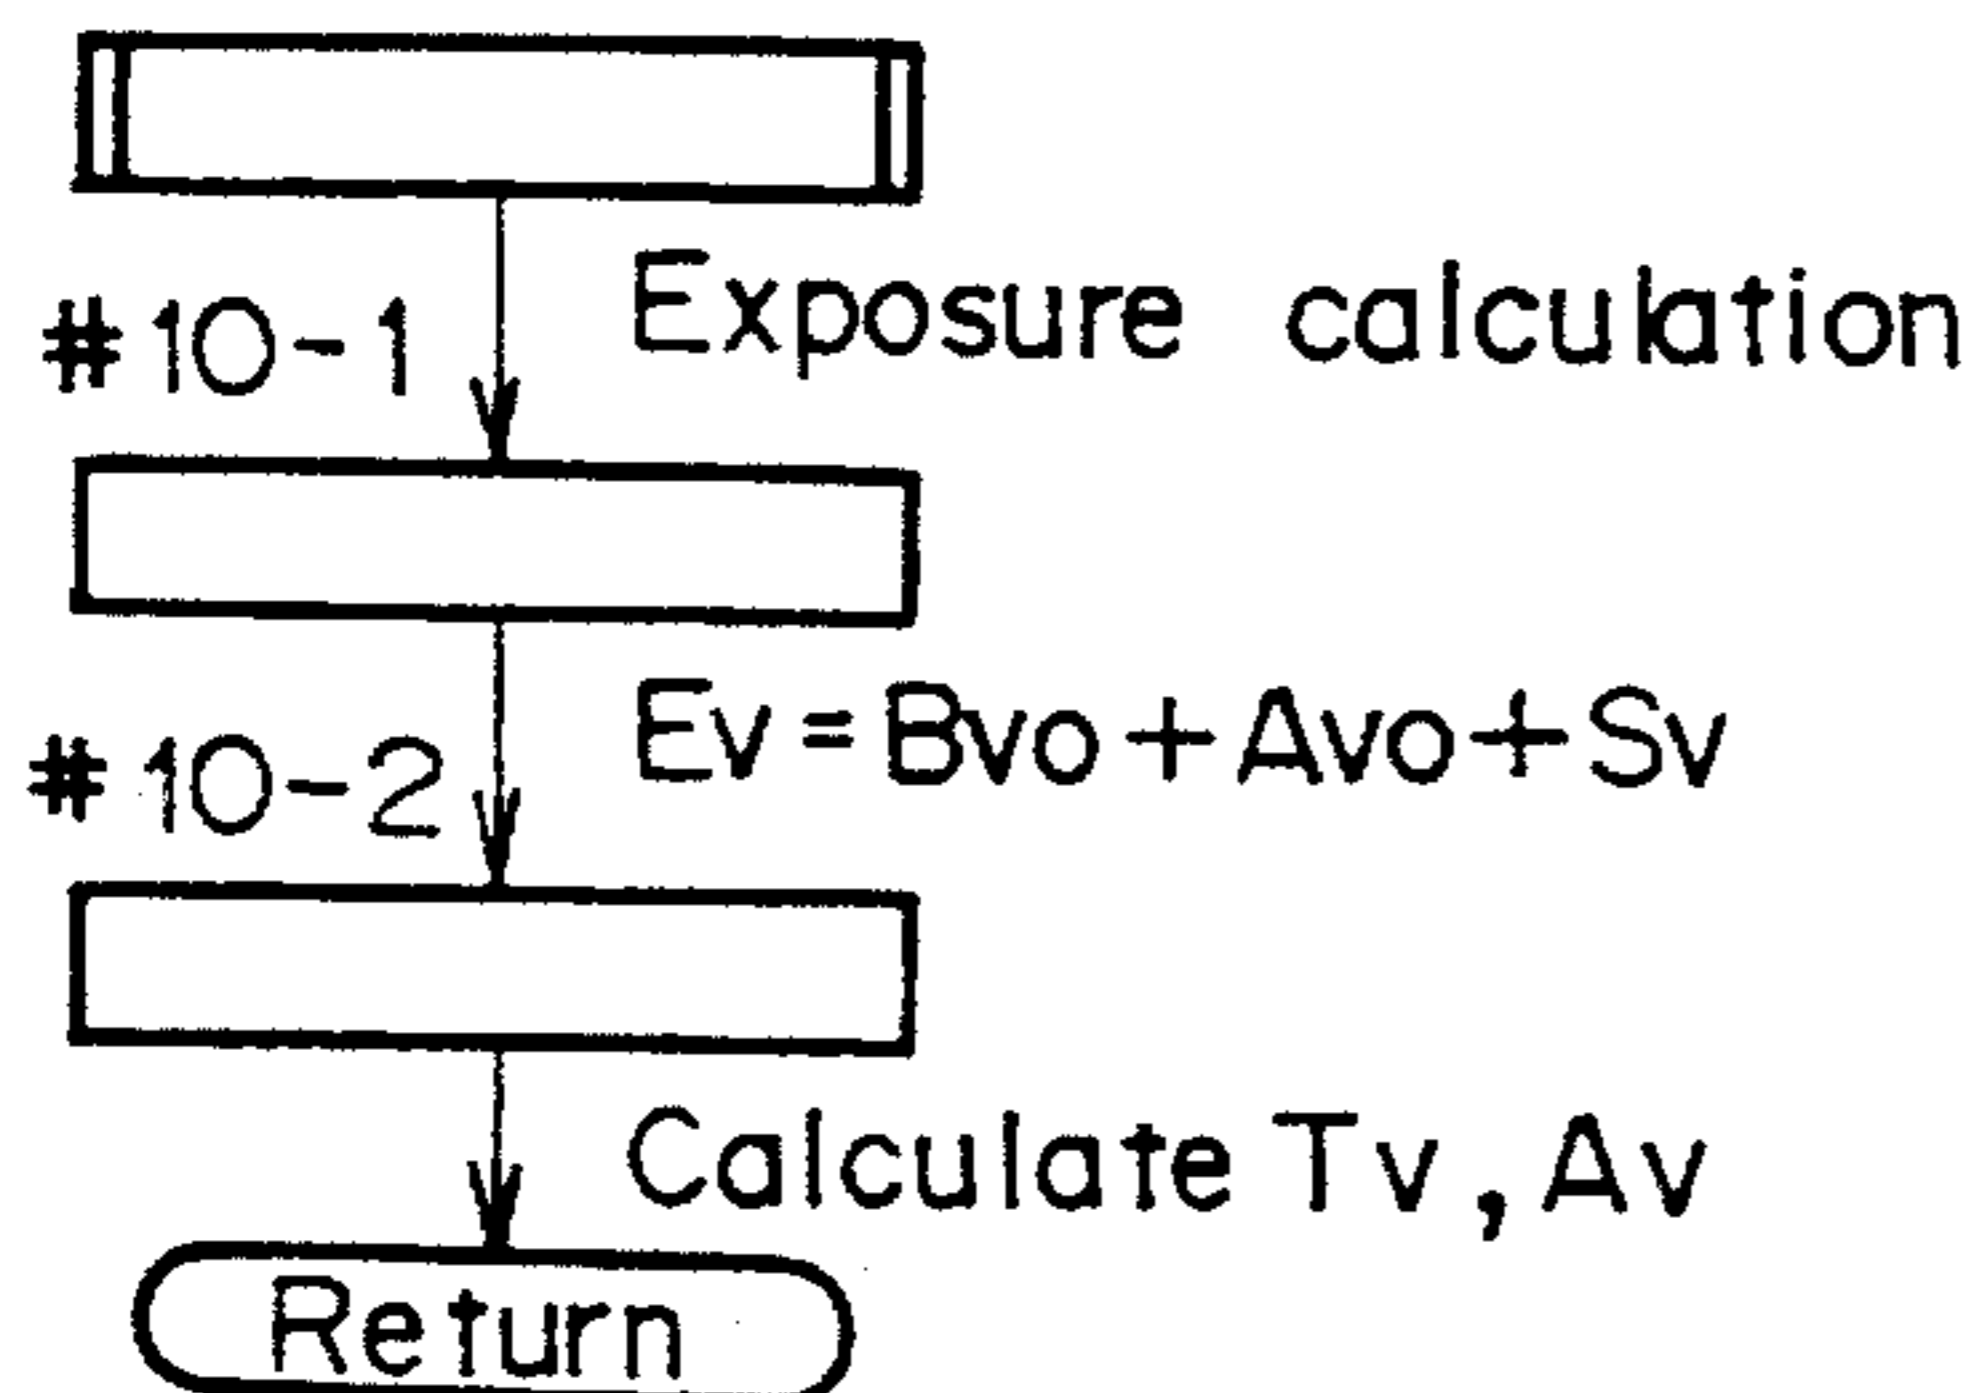 Exposure calculation
#10-1
Ev=Bvo+Avo+Sv
#10-2
Calculate Tv, Av
Return